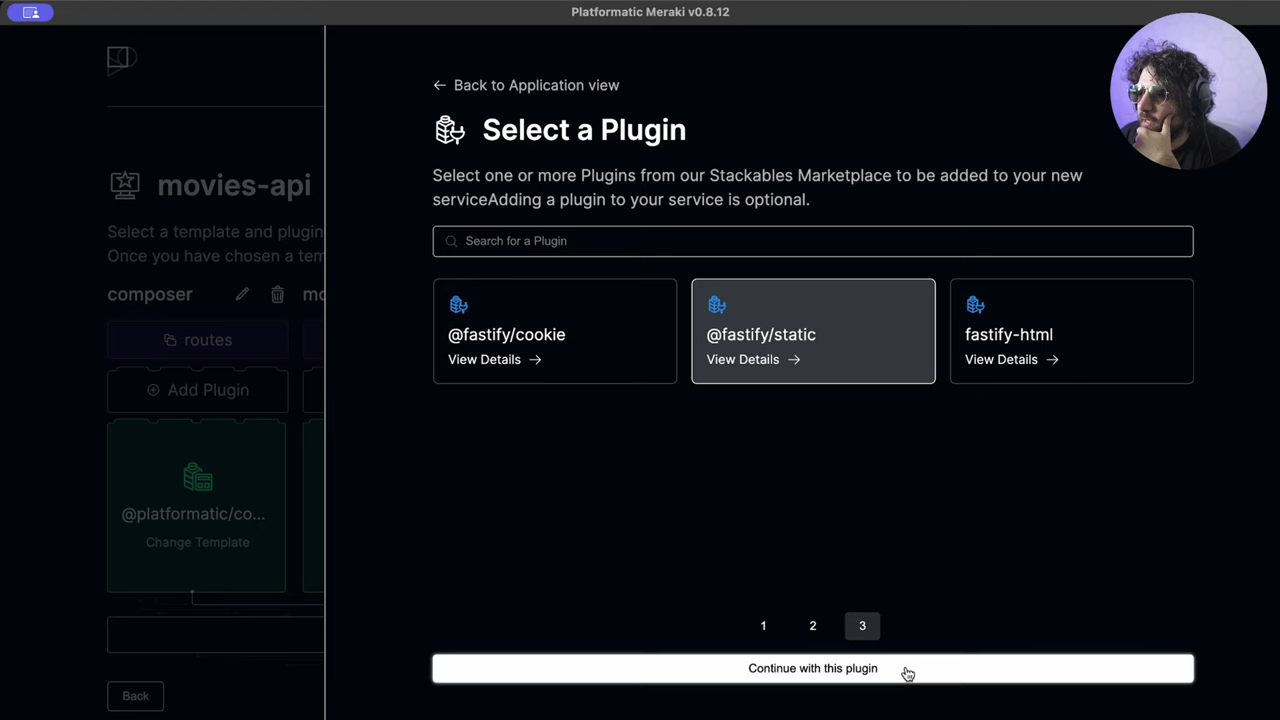 Platformatic Meraki v0.8.12
← Back to Application view
Select a Plugin
Select one or more Plugins from our Stackables Marketplace to be added to your new
serviceAdding a plugin to your service is optional.
Search for a Plugin
@fastify/cookie
View Details →
@fastify/static
View Details →
fastify-html
View Details →
1 2 3
Continue with this plugin
movies-api
Select a template and plugin
Once you have chosen a tem
composer
routes
Add Plugin
@platformatic/co...
Change Template
Back